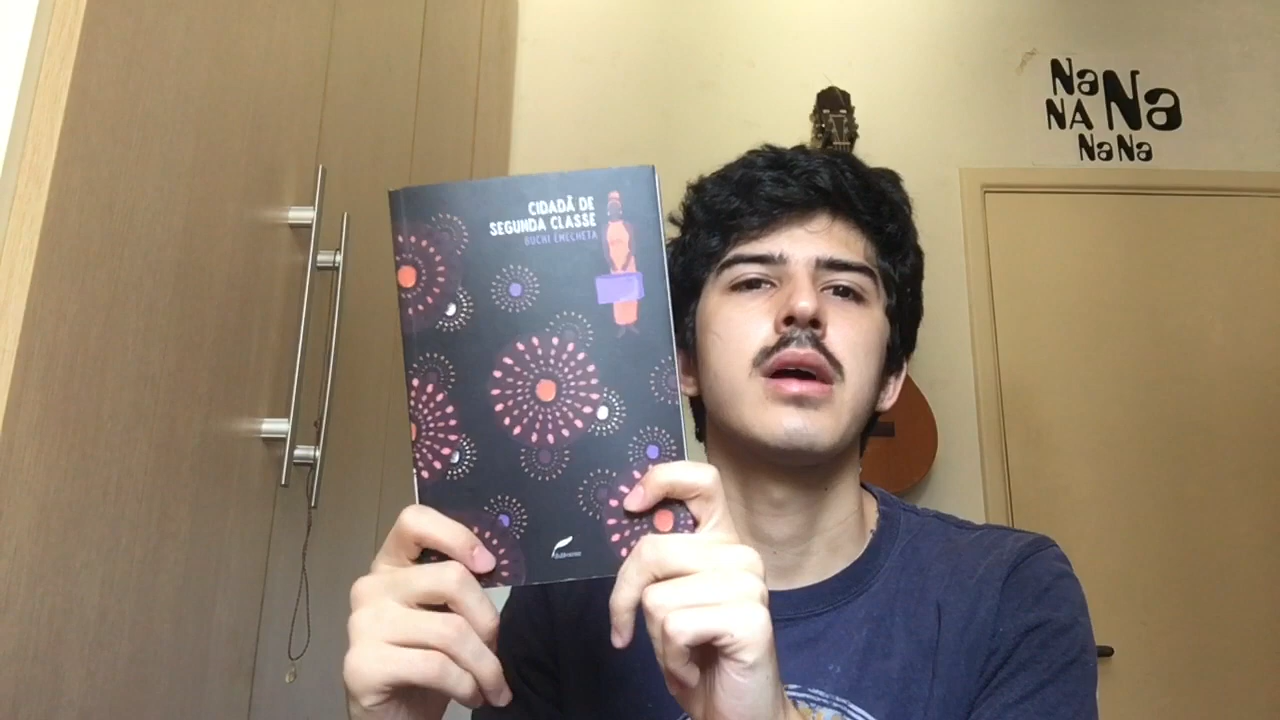 CIDADÃ DE
SEGUNDA CLASSE
BUCHI EMECHETA
Na Na
NA
Na Na